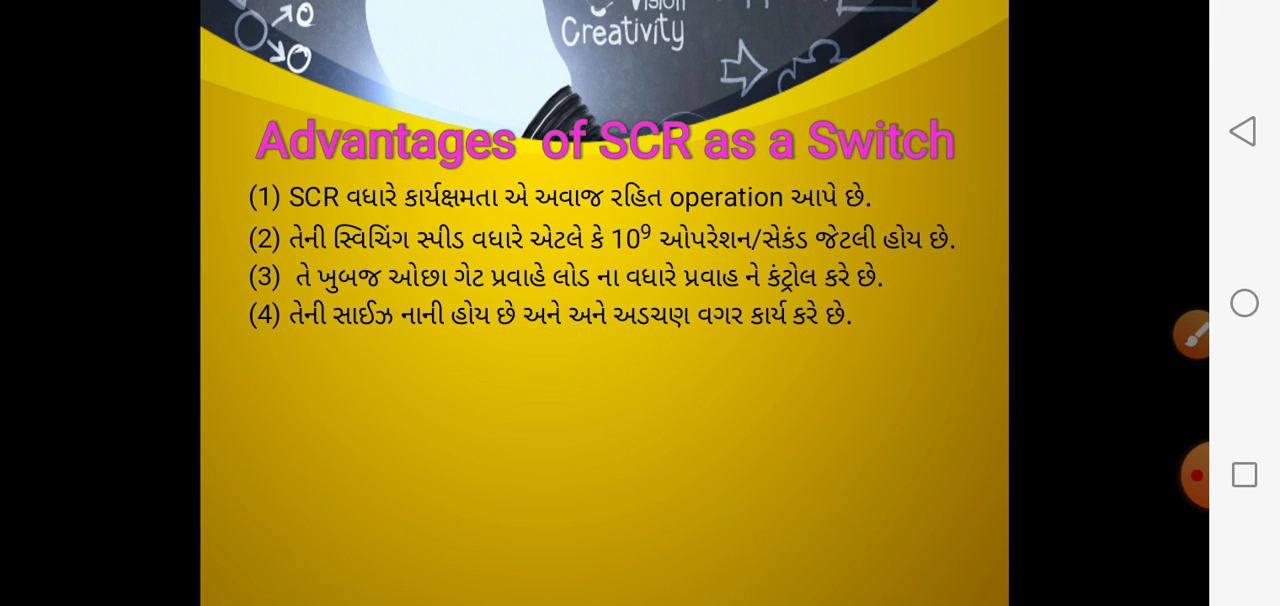 Vision
Creativity
Advantages of SCR as a Switch
(1) SCR વધારે કાર્યક્ષમતા એ અવાજ રહિત operation આપે છે.
(2) તેની સ્વિચિંગ સ્પીડ વધારે એટલે કે 10⁹ ઓપરેશન/સેકંડ જેટલી હોય છે.
(3) તે ખુબજ ઓછા ગેટ પ્રવાહે લોડ ના વધારે પ્રવાહ ને કંટ્રોલ કરે છે.
(4) તેની સાઈઝ નાની હોય છે અને અને અડચણ વગર કાર્ય કરે છે.